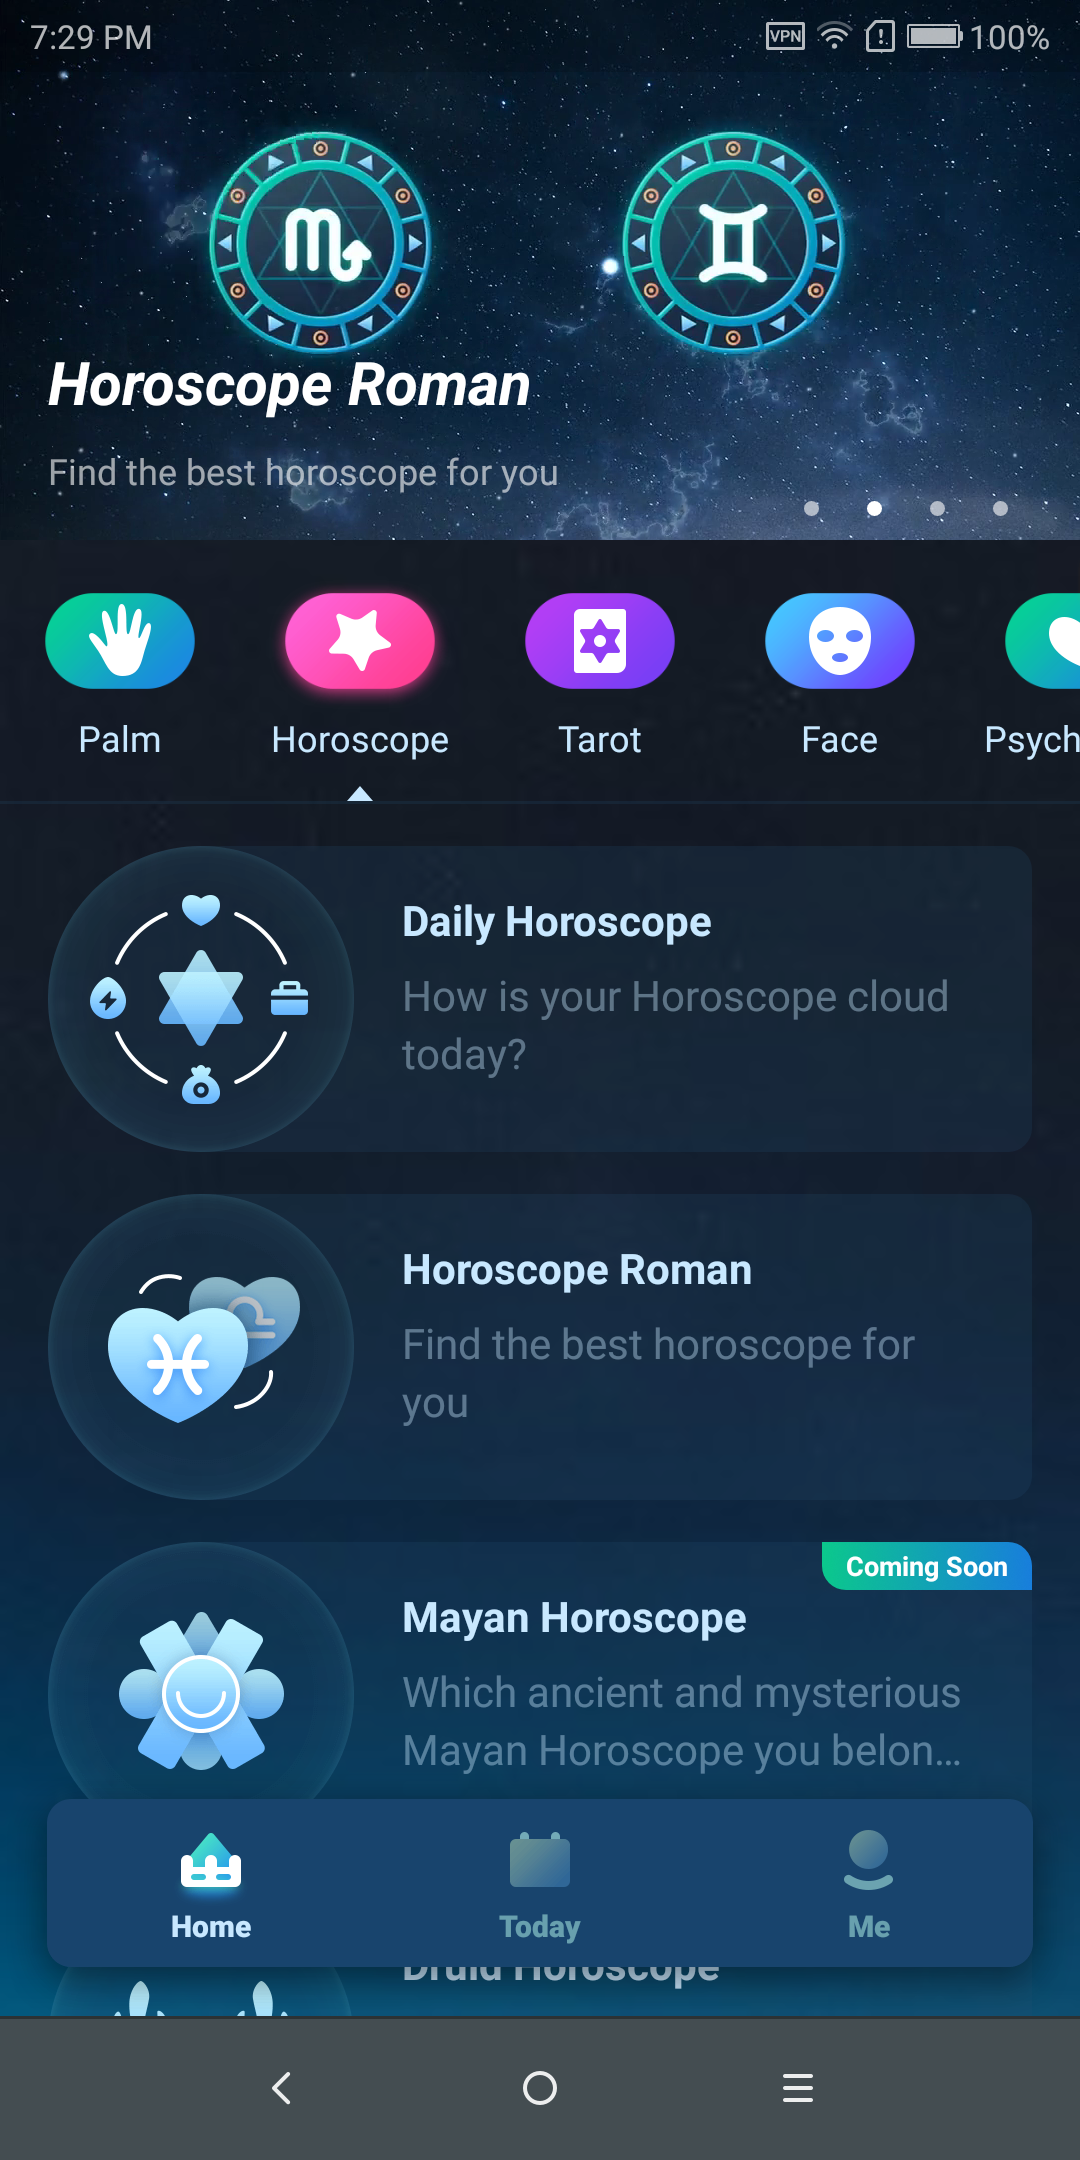 7:29 PM
VPN
100%
Horoscope Roman
Find the best horoscope for you
Palm
Horoscope
Tarot
Face
Psych
Daily Horoscope
How is your Horoscope cloud
today?
Horoscope Roman
Find the best horoscope for
you
Coming Soon
Mayan Horoscope
Which ancient and mysterious
Mayan Horoscope you belon...
Home
Today
Me
Druid Horoscope